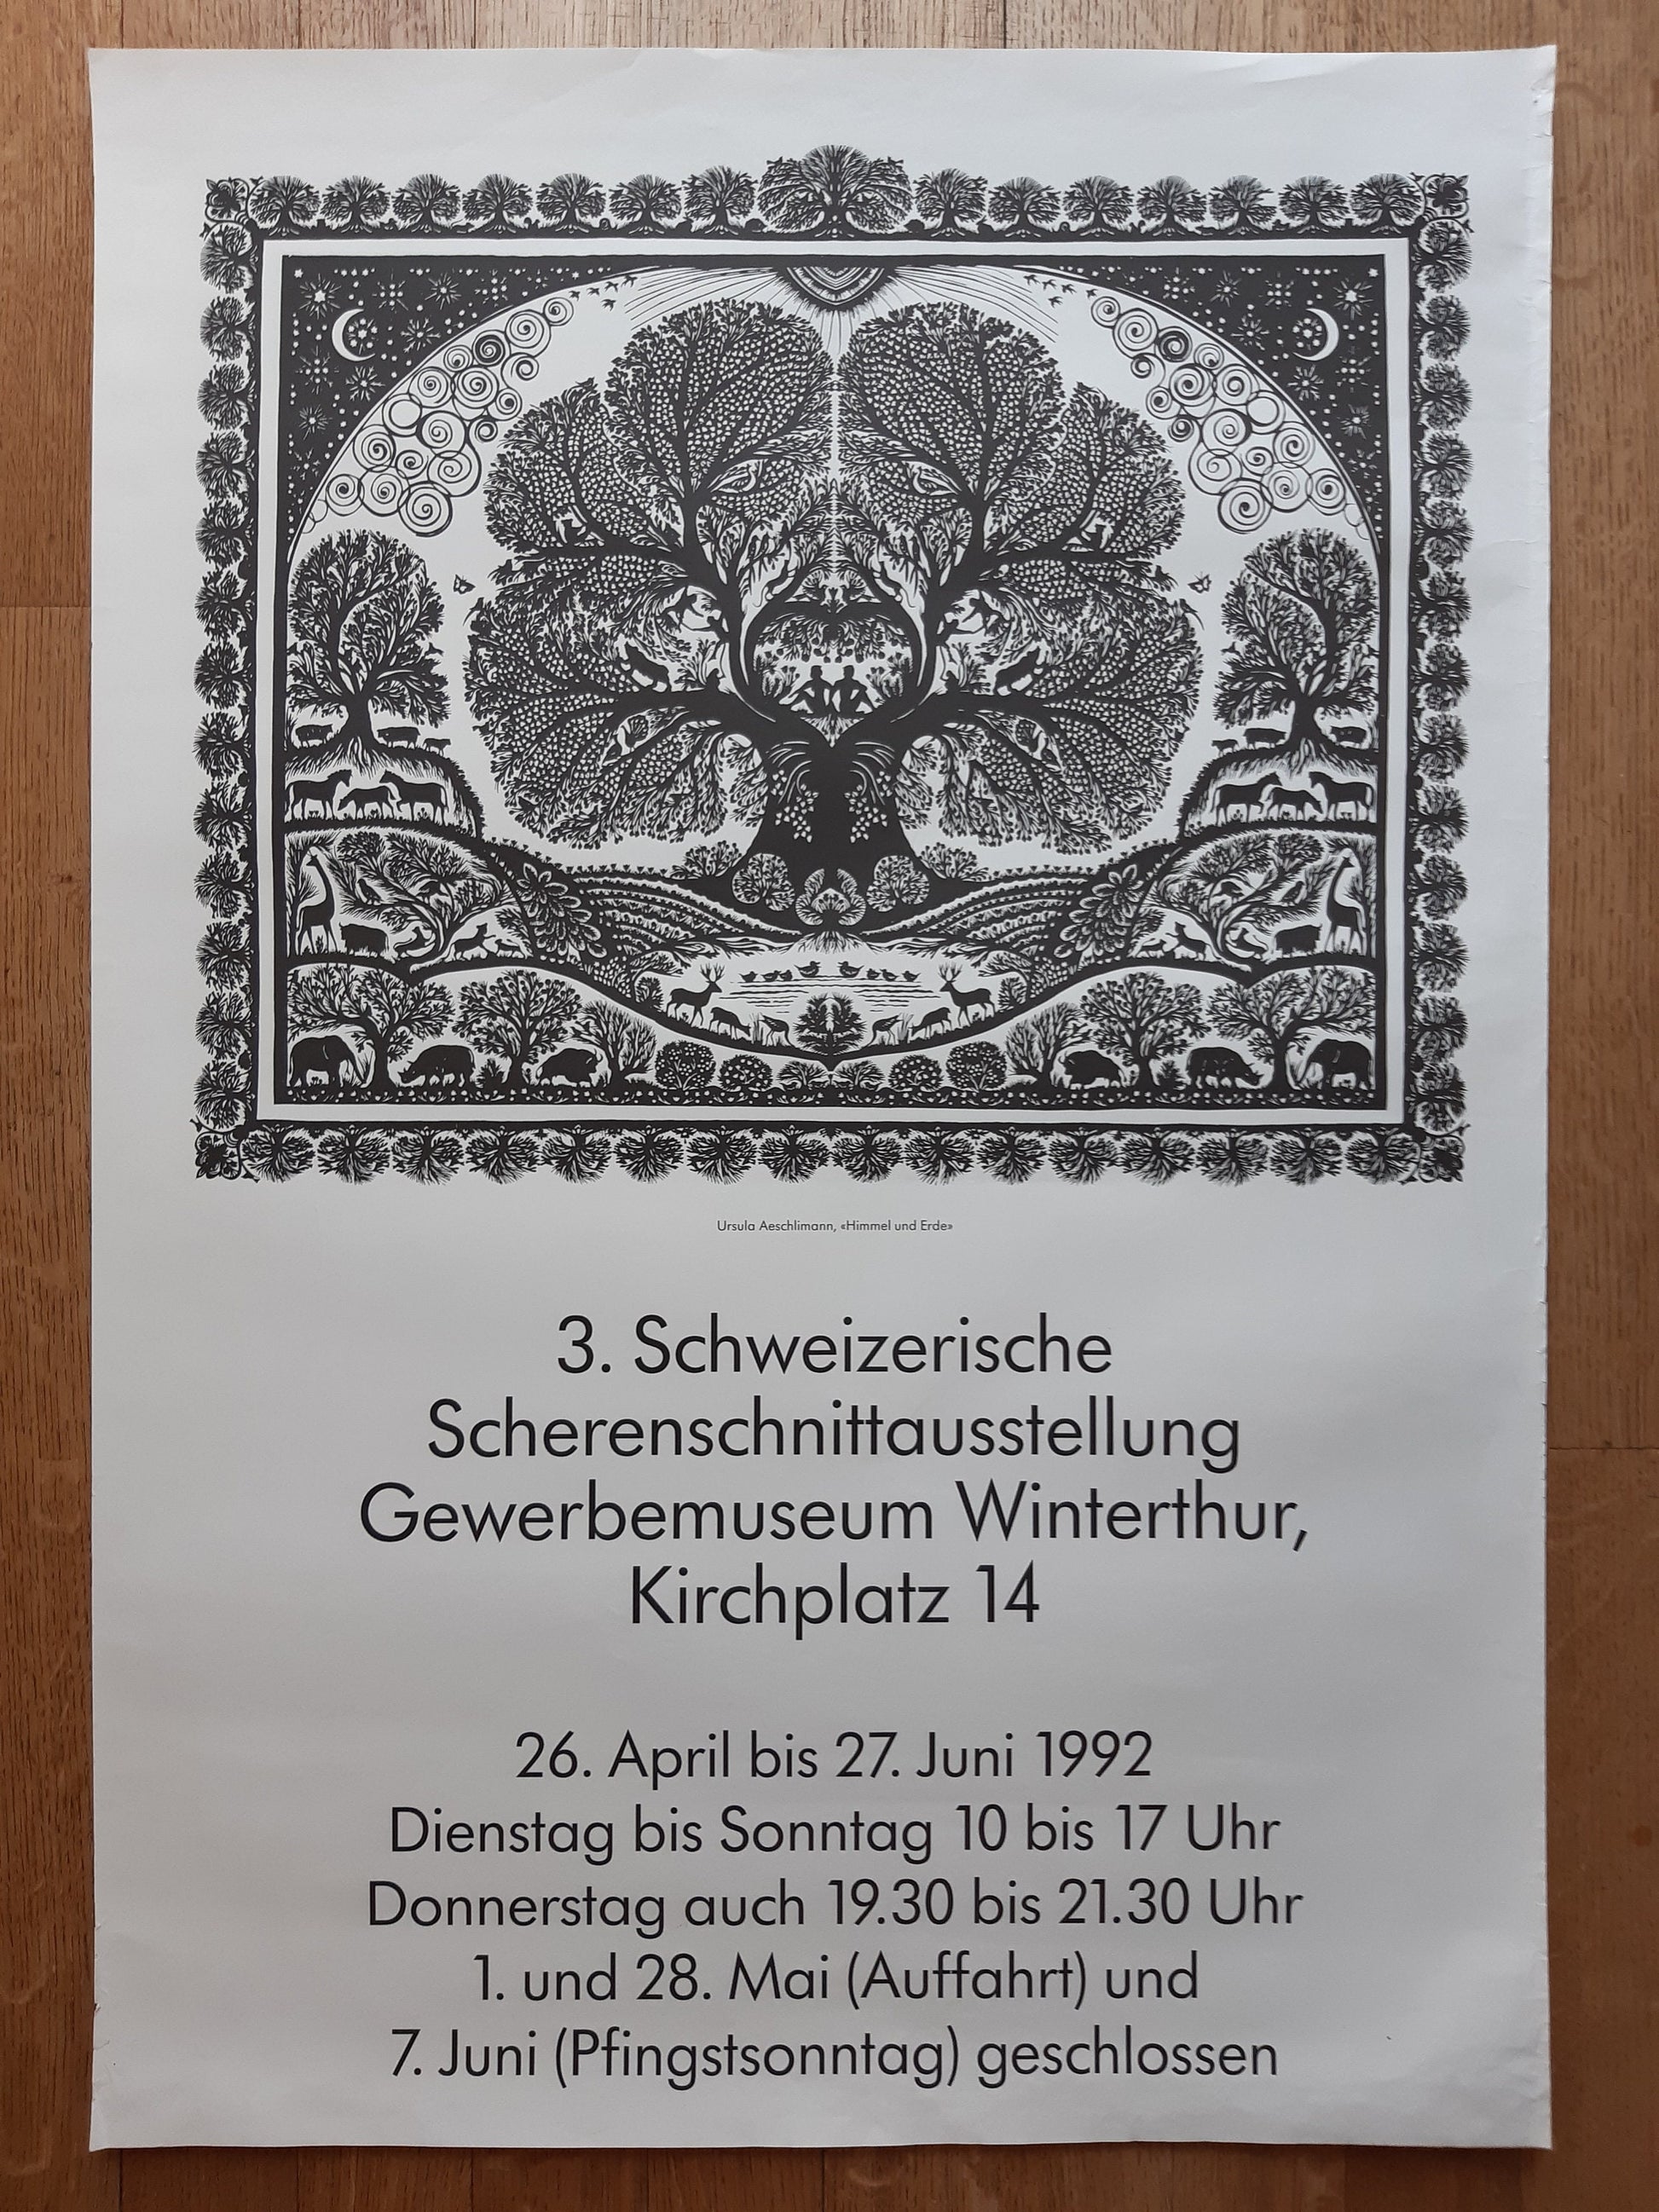 Ursula Aeschlimann, «Himmel und Erde»
3. Schweizerische
Scherenschnittausstellung
Gewerbemuseum Winterthur,
Kirchplatz 14
26. April bis 27. Juni 1992
Dienstag bis Sonntag 10 bis 17 Uhr
Donnerstag auch 19.30 bis 21.30 Uhr
1. und 28. Mai (Auffahrt) und
7. Juni (Pfingstsonntag) geschlossen